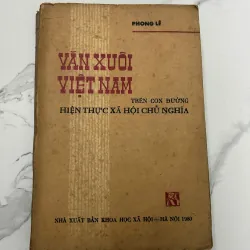 PHONG LÊ
VĂN XUÔI
VIỆT NAM
TRÊN CON ĐƯỜNG
HIỆN THỰC XÃ HỘI CHỦ NGHĨA
NHÀ XUẤT BẢN KHOA HỌC XÃ HỘI - HÀ NỘI 1980